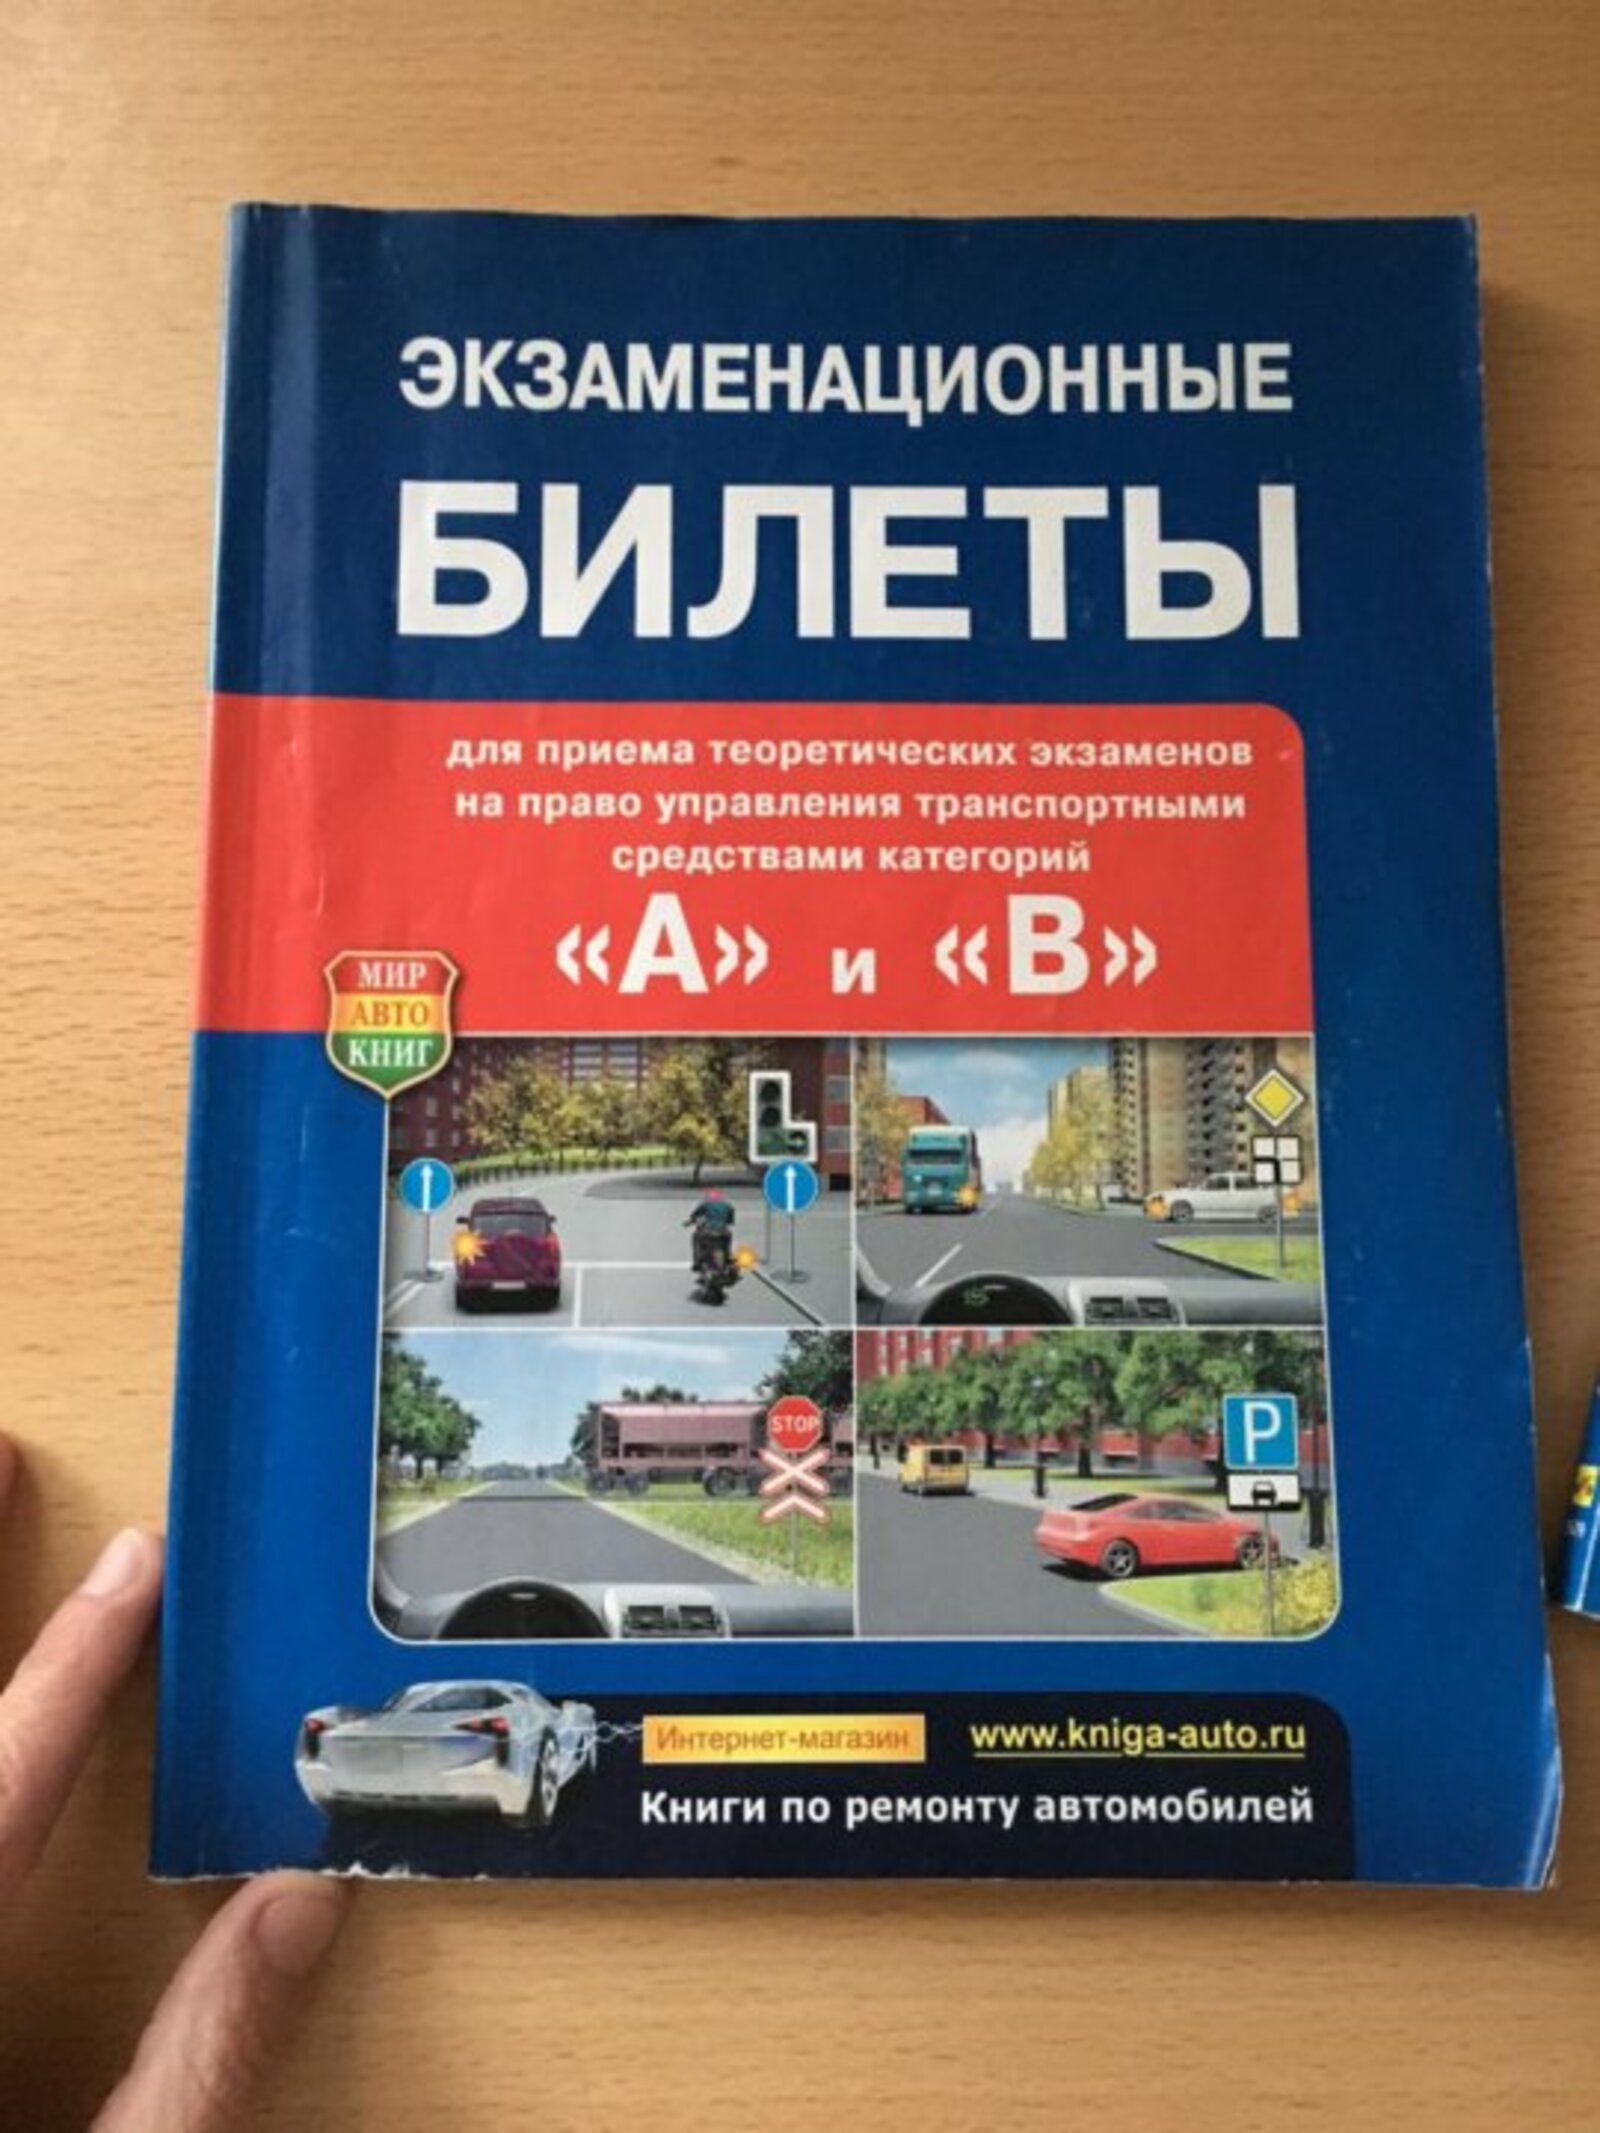 ЭКЗАМЕНАЦИОННЫЕ
БИЛЕТЫ
для приема теоретических экзаменов
на право управления транспортными
средствами категорий
«А» и «В»
МИР
АВТО
КНИГ
STOP
P
Интернет-магазин www.kniga-auto.ru
Книги по ремонту автомобилей